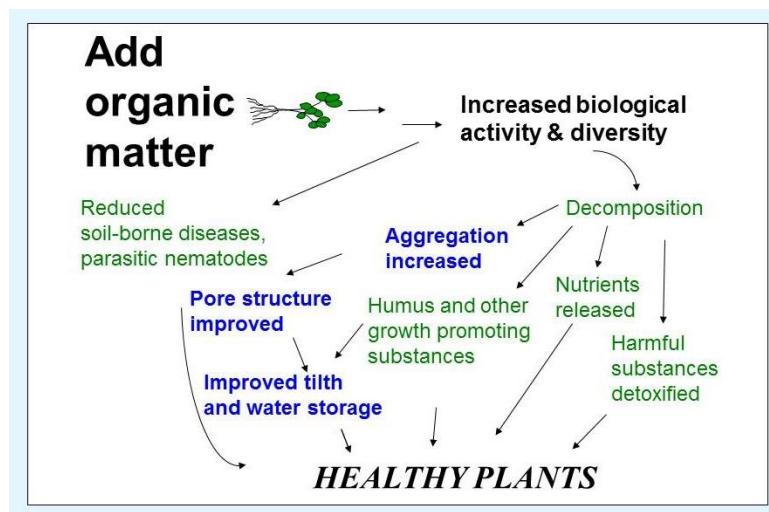 Add
organic
matter
Increased biological
activity & diversity
Reduced
soil-borne diseases,
parasitic nematodes
Decomposition
Aggregation
increased
Pore structure
improved
Humus and other
growth promoting
substances
Nutrients
released
Harmful
substances
detoxified
Improved tilth
and water storage
HEALTHY PLANTS